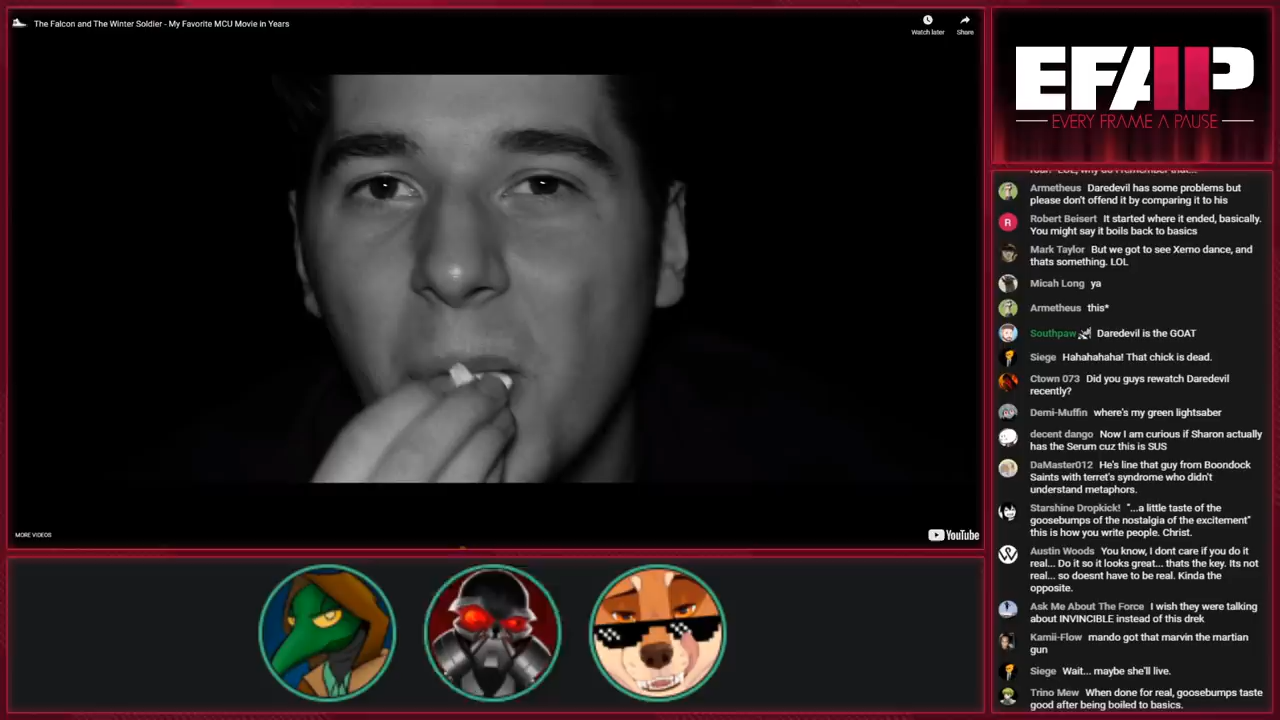 The Falcon and The Winter Soldier - My Favorite MCU Movie in Years
Watch later
Share
MORE VIDEOS
YouTube
EFAP
EVERY FRAME A PAUSE
Armetheus Daredevil has some problems but
please don't offend it by comparing it to his
R
Robert Beisert It started where it ended, basically.
You might say it boils back to basics
Mark Taylor But we got to see Xemo dance, and
thats something. LOL
Micah Long ya
Armetheus this*
Southpaw Daredevil is the GOAT
Siege Hahahahaha! That chick is dead.
Ctown 073 Did you guys rewatch Daredevil
recently?
Demi-Muffin where's my green lightsaber
decent dango Now I am curious if Sharon actually
has the Serum cuz this is SUS
DaMaster012 He's line that guy from Boondock
Saints with terret's syndrome who didn't
understand metaphors.
Starshine Dropkick! "...a little taste of the
goosebumps of the nostalgia of the excitement"
this is how you write people. Christ.
Austin Woods You know, I dont care if you do it
real... Do it so it looks great... thats the key. Its not
real... so doesnt have to be real. Kinda the
opposite.
Ask Me About The Force I wish they were talking
about INVINCIBLE instead of this drek
Kamii-Flow mando got that marvin the martian
gun
Siege Wait... maybe she'll live.
Trino Mew When done for real, goosebumps taste
good after being boiled to basics.